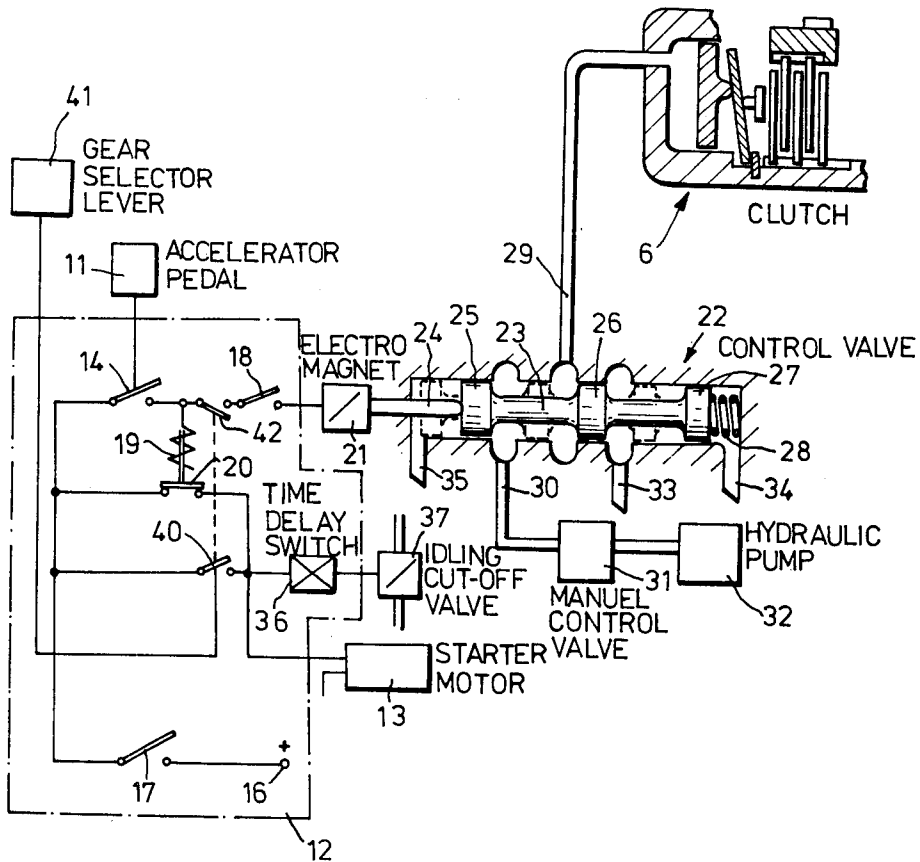 41
GEAR
SELECTOR
LEVER
11
ACCELERATOR
PEDAL
CLUTCH
6
29
14
18
ELECTRO
MAGNET
24
25
23
26
22
CONTROL VALVE
27
42
21
19
20
35
30
33
28
34
40
TIME
DELAY
SWITCH
37
IDLING
CUT-OFF
VALVE
36
31
MANUEL
CONTROL
VALVE
HYDRAULIC
PUMP
32
STARTER
MOTOR
13
17
+
16
12